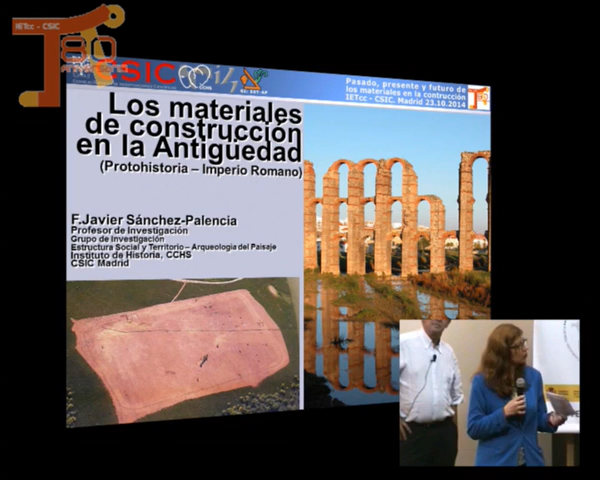 IETcc - CSIC
80
CSIC
CCHS
Pasado, presente y futuro de
los materiales en la contrucción
IETcc - CSIC. Madrid 23.10.2014
Los materiales
de construcción
en la Antigüedad
(Protohistoria – Imperio Romano)
F.Javier Sánchez-Palencia
Profesor de Investigación
Grupo de Investigación
Estructura Social y Territorio – Arqueología del Paisaje
Instituto de Historia, CCHS
CSIC Madrid